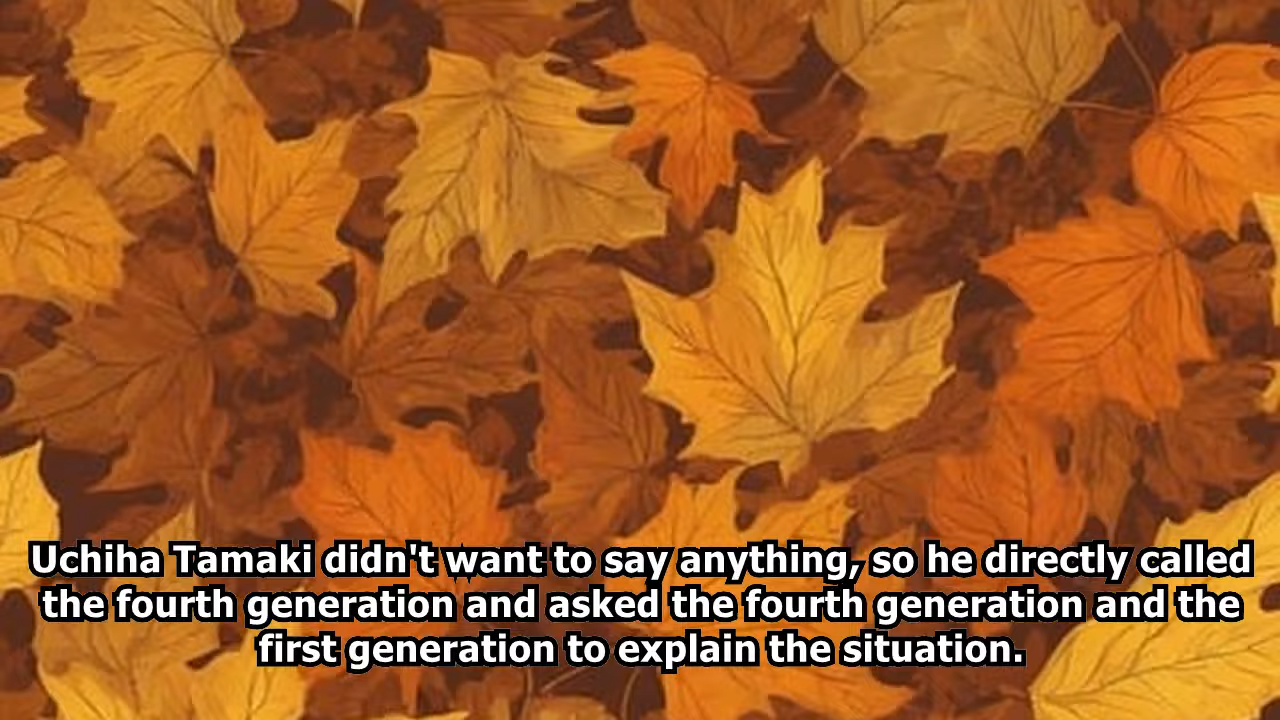 Uchiha Tamaki didn't want to say anything, so he directly called
the fourth generation and asked the fourth generation and the
first generation to explain the situation.